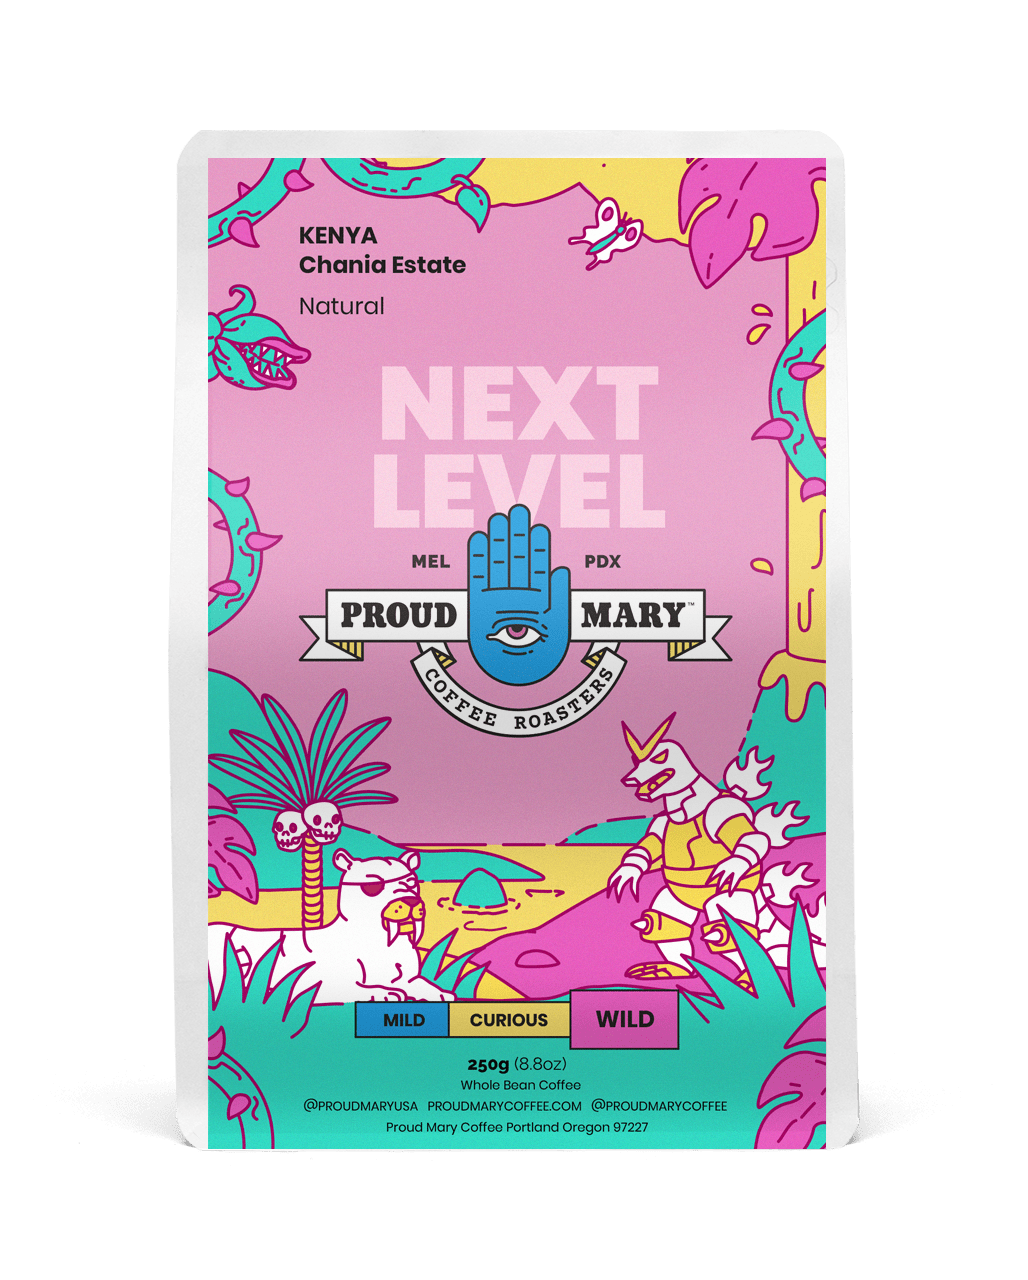 KENYA
Chania Estate
Natural
NEXT
LEVEL
MEL PDX
PROUD MARY™
COFFEE ROASTERS
MILD CURIOUS WILD
250g (8.8oz)
Whole Bean Coffee
@PROUDMARYUSA PROUDMARYCOFFEE.COM @PROUDMARYCOFFEE
Proud Mary Coffee Portland Oregon 97227